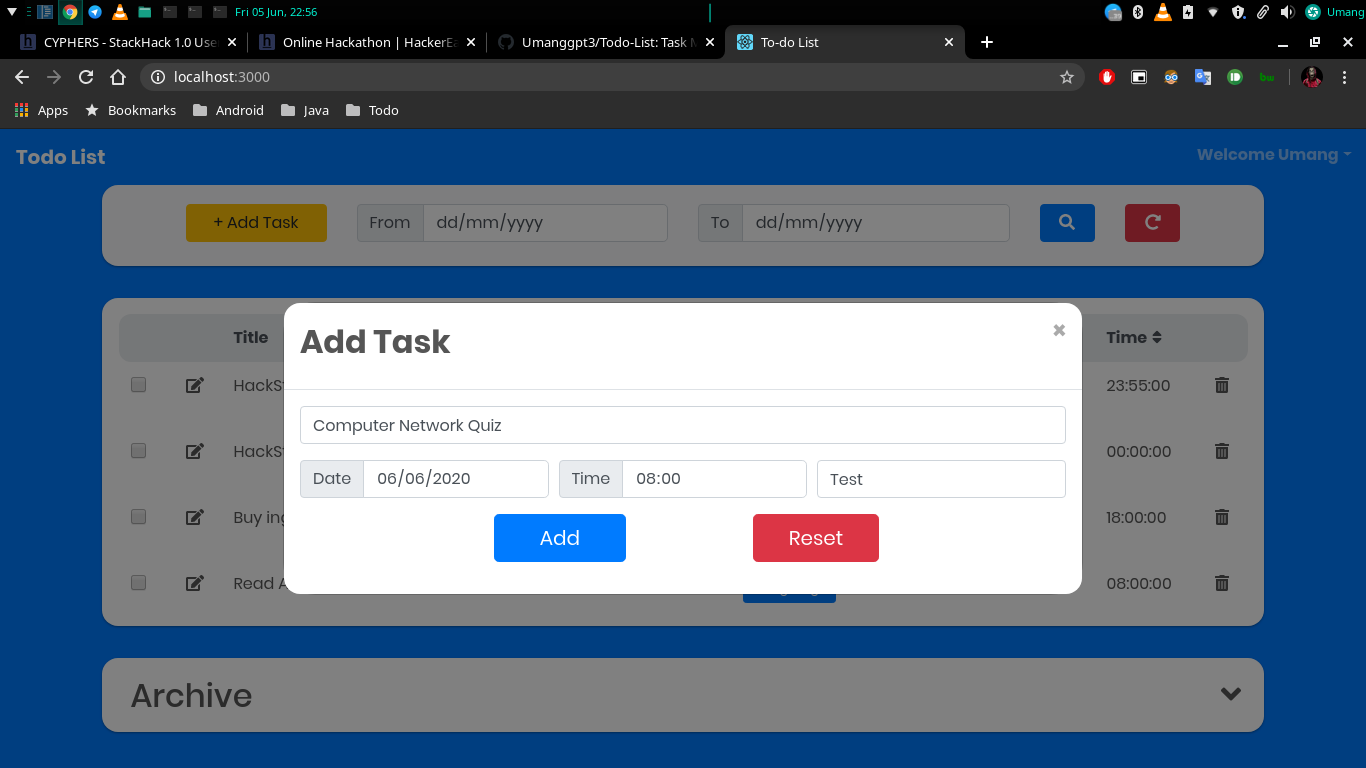 Fri 05 Jun, 22:56
Umang
CYPHERS - StackHack 1.0 Use
Online Hackathon | HackerEa
Umanggpt3/Todo-List: Task M
To-do List
localhost:3000
Apps
Bookmarks
Android
Java
Todo
Todo List
Welcome Umang
+ Add Task
From
dd/mm/yyyy
To
dd/mm/yyyy
Title
Time
HackS
23:55:00
HackS
00:00:00
Buy ing
18:00:00
Read A
08:00:00
Add Task
×
Computer Network Quiz
Date
06/06/2020
Time
08:00
Test
Add
Reset
Archive